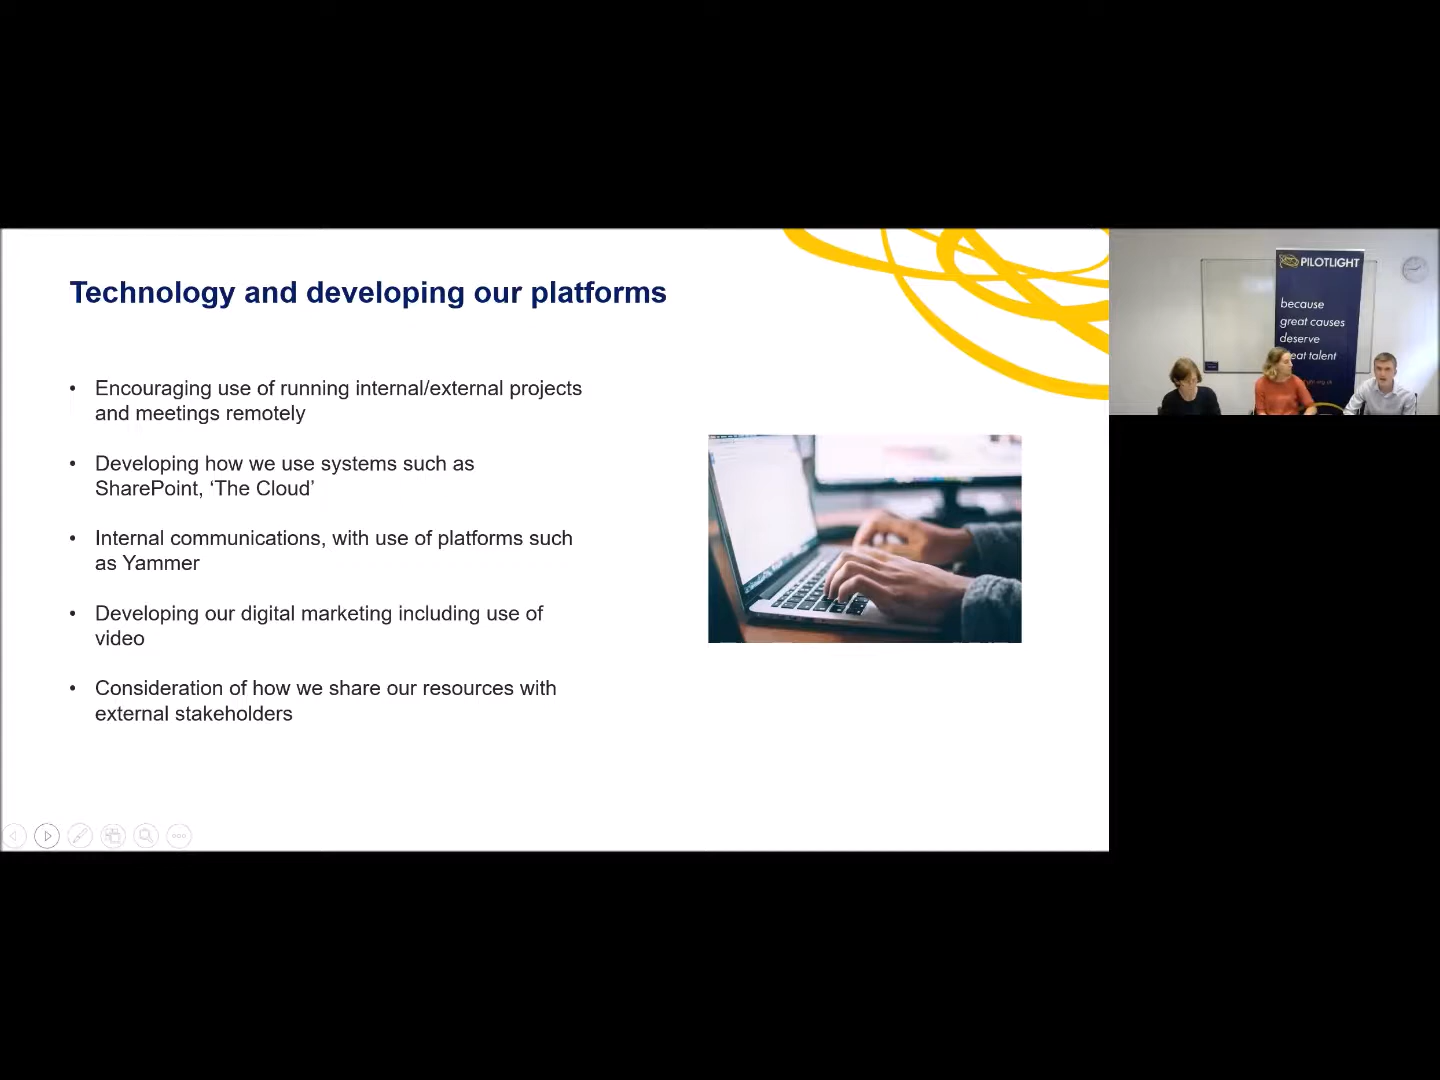 Technology and developing our platforms
• Encouraging use of running internal/external projects
and meetings remotely
• Developing how we use systems such as
SharePoint, ‘The Cloud’
• Internal communications, with use of platforms such
as Yammer
• Developing our digital marketing including use of
video
• Consideration of how we share our resources with
external stakeholders
PILOTLIGHT
because
great causes
deserve
great talent